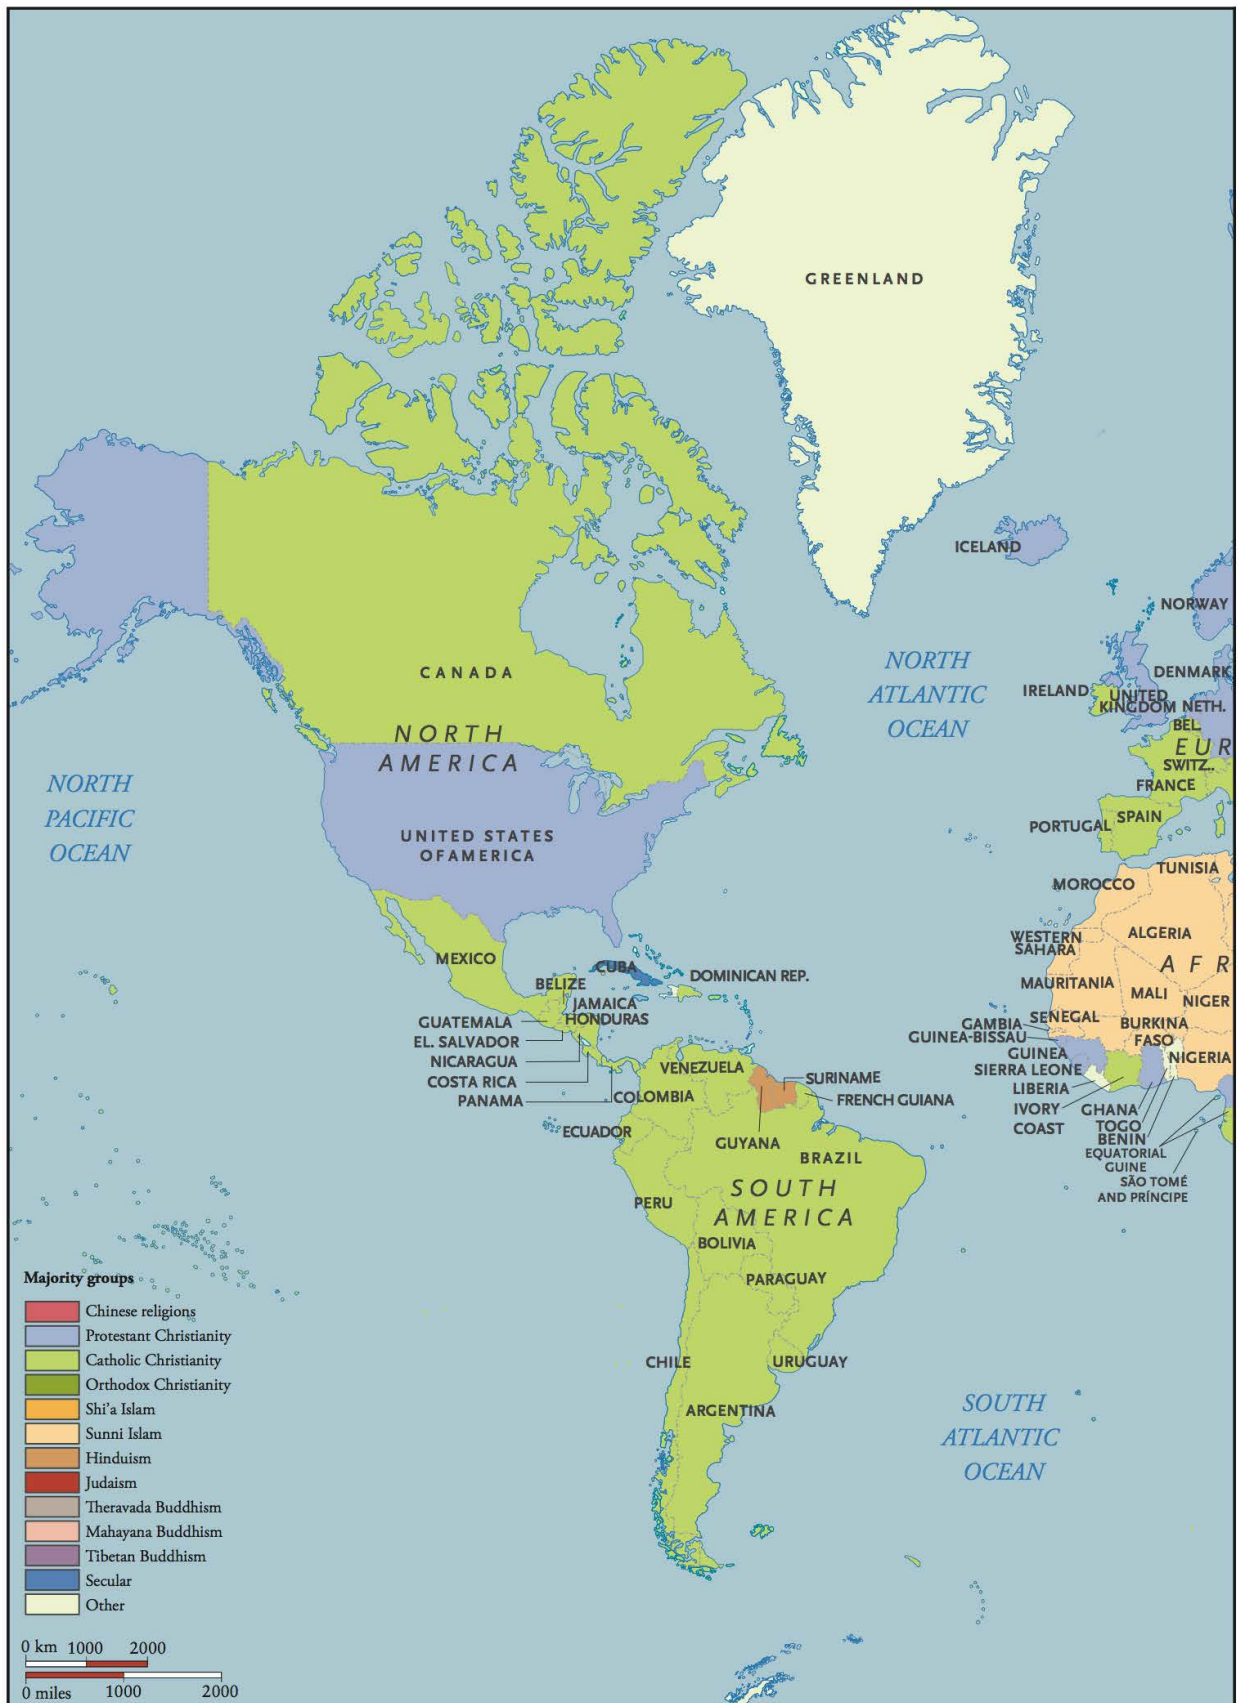 GREENLAND
ICELAND
NORWAY
CANADA
NORTH
ATLANTIC
OCEAN
DENMARK
IRELAND
UNITED
KINGDOM
NETH.
BEL.
EUR
NORTH
AMERICA
SWITZ..
FRANCE
NORTH
PACIFIC
OCEAN
UNITED STATES
OFAMERICA
PORTUGAL
SPAIN
TUNISIA
MOROCCO
ALGERIA
WESTERN
SAHARA
MEXICO
CUBA
DOMINICAN REP.
AFR
BELIZE
JAMAICA
MAURITANIA
MALI
NIGER
GUATEMALA
HONDURAS
SENEGAL
GAMBIA
BURKINA
FASO
EL. SALVADOR
GUINEA-BISSAU
NICARAGUA
GUINEA
NIGERIA
VENEZUELA
SIERRA LEONE
COSTA RICA
SURINAME
LIBERIA
PANAMA
COLOMBIA
FRENCH GUIANA
IVORY
COAST
GHANA
TOGO
BENIN
ECUADOR
GUYANA
BRAZIL
EQUATORIAL
GUINE
SÃO TOMÉ
AND PRÍNCIPE
PERU
SOUTH
AMERICA
BOLIVIA
PARAGUAY
CHILE
URUGUAY
ARGENTINA
SOUTH
ATLANTIC
OCEAN
Majority groups
Chinese religions
Protestant Christianity
Catholic Christianity
Orthodox Christianity
Shi'a Islam
Sunni Islam
Hinduism
Judaism
Theravada Buddhism
Mahayana Buddhism
Tibetan Buddhism
Secular
Other
0 km 1000 2000
0 miles 1000 2000